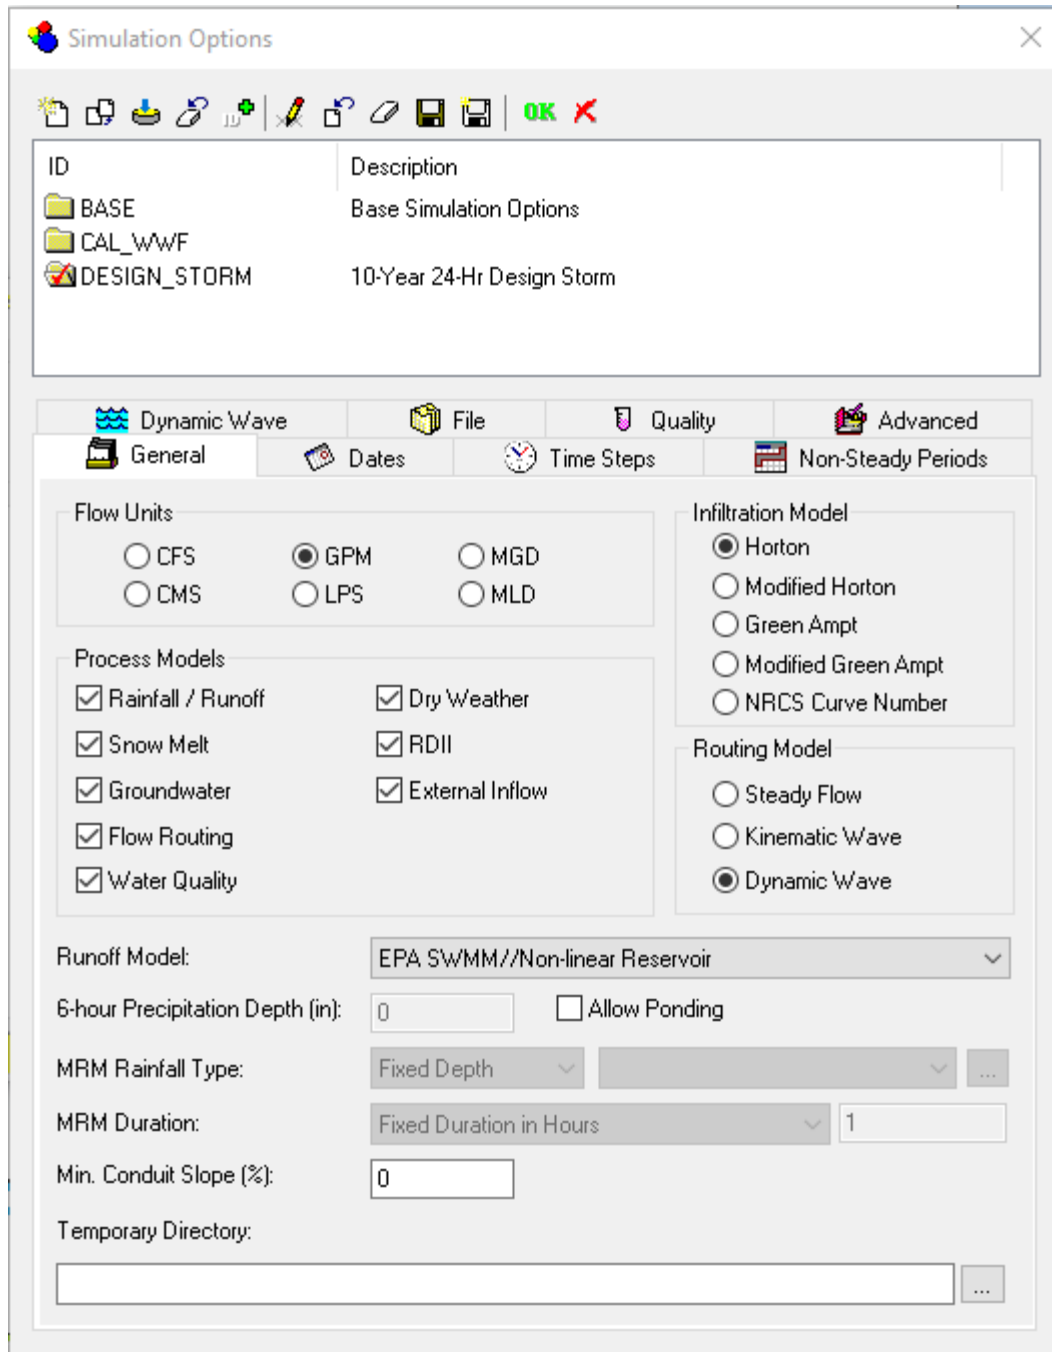 Simulation Options
ID OK
ID Description
BASE Base Simulation Options
CAL_WWF
DESIGN_STORM 10-Year 24-Hr Design Storm
Dynamic Wave File Quality Advanced
General Dates Time Steps Non-Steady Periods
Flow Units
CFS GPM MGD
CMS LPS MLD
Infiltration Model
Horton
Modified Horton
Green Ampt
Modified Green Ampt
NRCS Curve Number
Process Models
Rainfall / Runoff Dry Weather
Snow Melt RDII
Groundwater External Inflow
Flow Routing
Water Quality
Routing Model
Steady Flow
Kinematic Wave
Dynamic Wave
Runoff Model: EPA SWMM//Non-linear Reservoir
6-hour Precipitation Depth (in): 0 Allow Ponding
MRM Rainfall Type: Fixed Depth ...
MRM Duration: Fixed Duration in Hours 1
Min. Conduit Slope (%): 0
Temporary Directory:
...